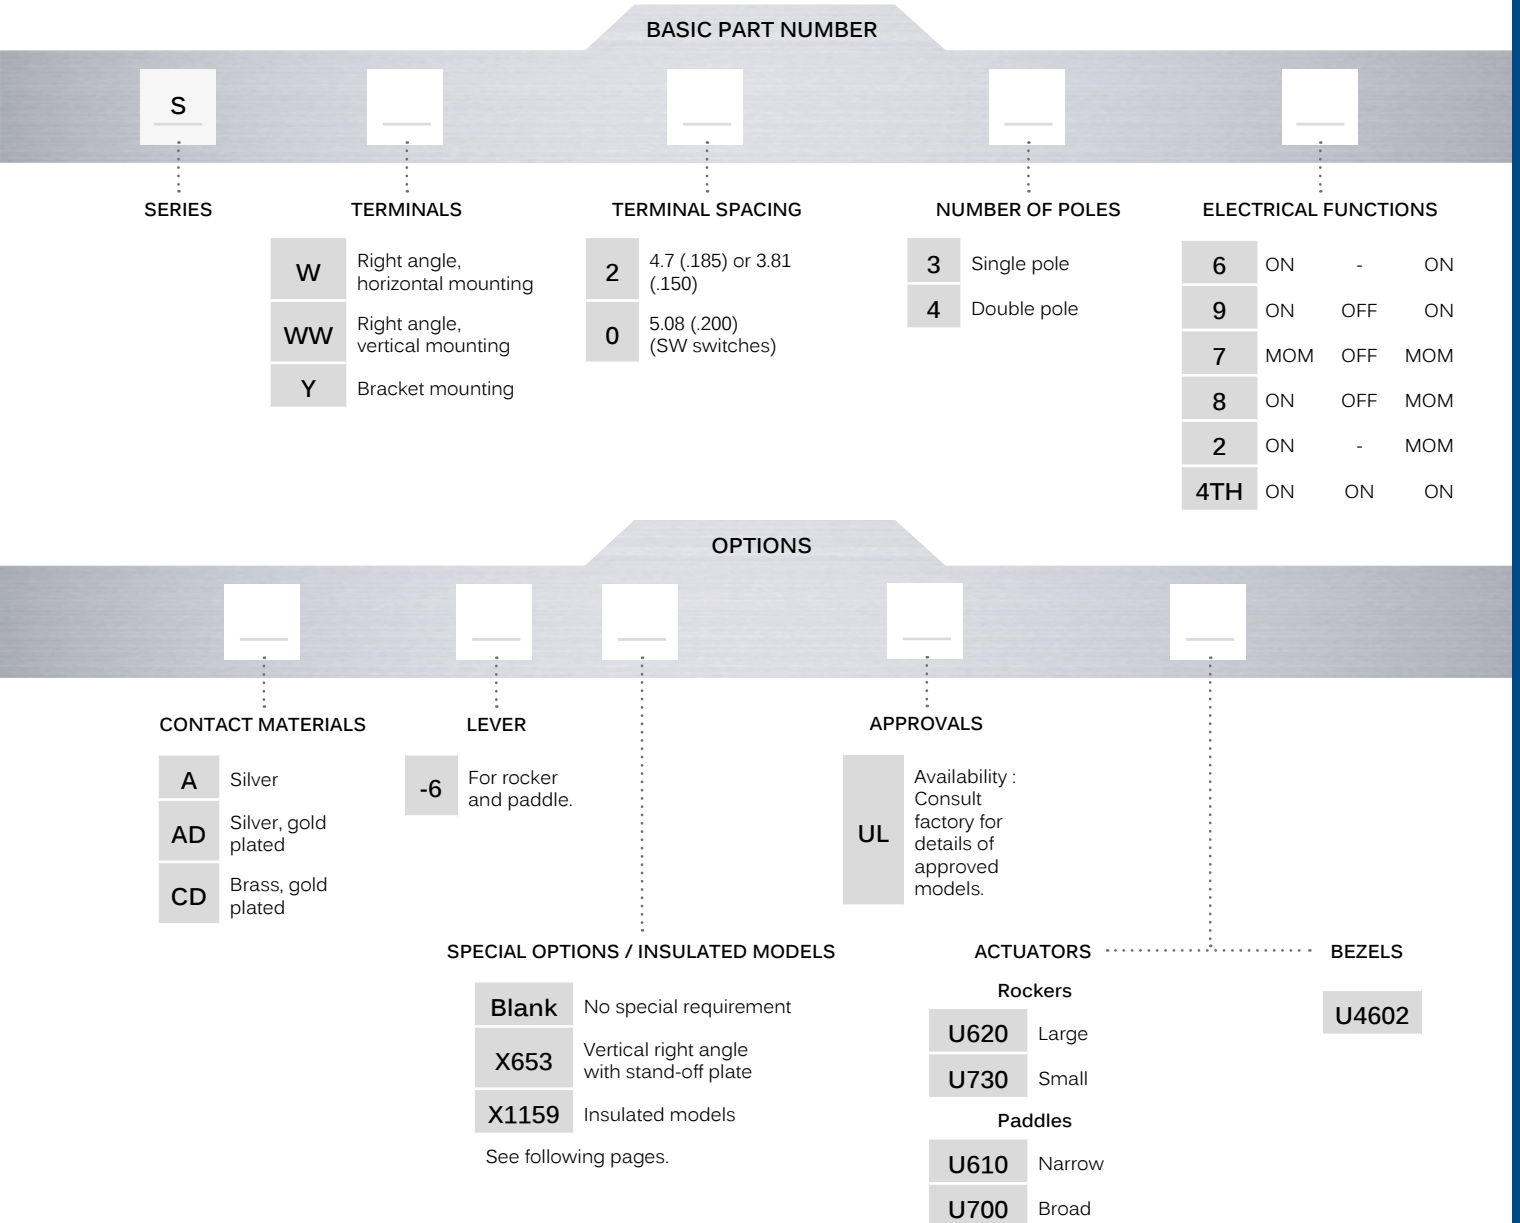 BASIC PART NUMBER
S
SERIES
TERMINALS
W
Right angle,
horizontal mounting
WW
Right angle,
vertical mounting
Y
Bracket mounting
TERMINAL SPACING
2
4.7 (.185) or 3.81
(.150)
0
5.08 (.200)
(SW switches)
NUMBER OF POLES
3 Single pole
4 Double pole
ELECTRICAL FUNCTIONS
6 ON - ON
9 ON OFF ON
7 MOM OFF MOM
8 ON OFF MOM
2 ON - MOM
4TH ON ON ON
OPTIONS
CONTACT MATERIALS
A Silver
AD
Silver, gold
plated
CD
Brass, gold
plated
LEVER
-6
For rocker
and paddle.
SPECIAL OPTIONS / INSULATED MODELS
Blank No special requirement
X653
Vertical right angle
with stand-off plate
X1159 Insulated models
See following pages.
APPROVALS
UL
Availability :
Consult
factory for
details of
approved
models.
ACTUATORS
Rockers
U620 Large
U730 Small
Paddles
U610 Narrow
U700 Broad
BEZELS
U4602